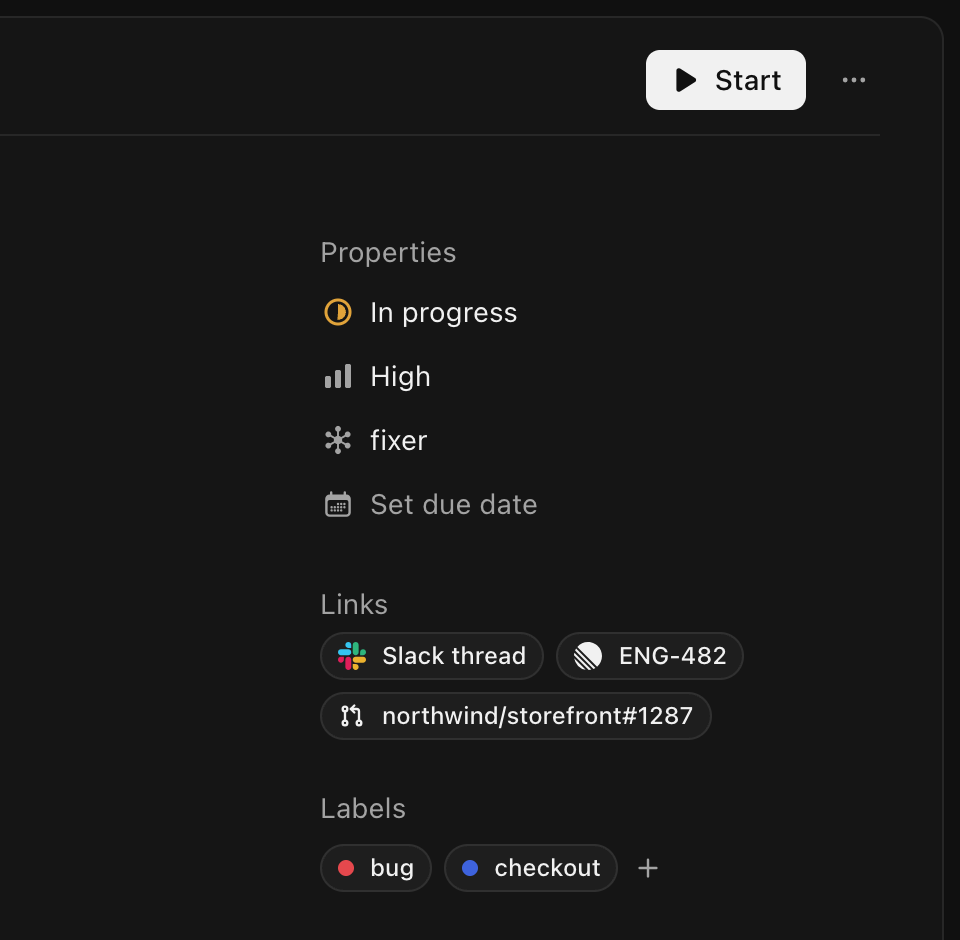 Start
Properties
In progress
High
fixer
Set due date
Links
Slack thread ENG-482
northwind/storefront#1287
Labels
bug checkout